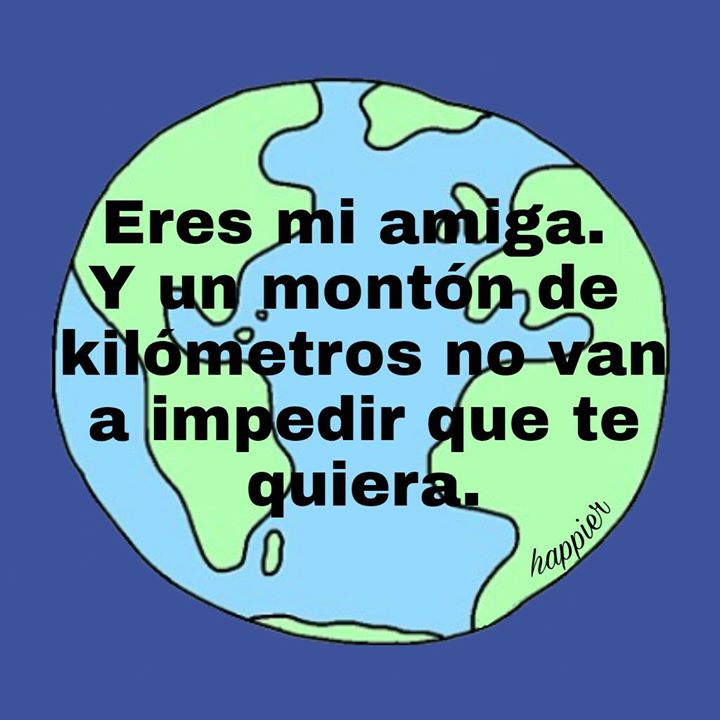 Eres mi amiga.
Y un montón de
kilómetros no van
a impedir que te
quiera.
happier